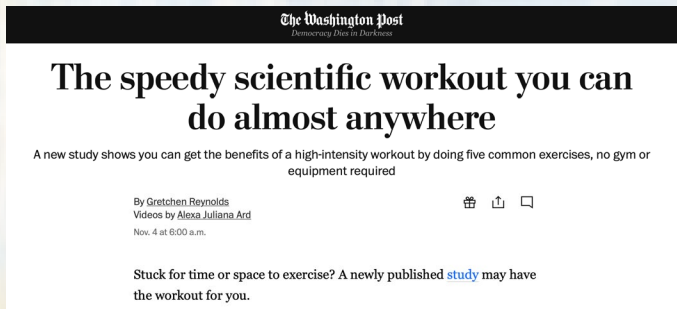 The Washington Post
Democracy Dies in Darkness
The speedy scientific workout you can
do almost anywhere
A new study shows you can get the benefits of a high-intensity workout by doing five common exercises, no gym or
equipment required
By Gretchen Reynolds
Videos by Alexa Juliana Ard
Nov. 4 at 6:00 a.m.
Stuck for time or space to exercise? A newly published study may have
the workout for you.